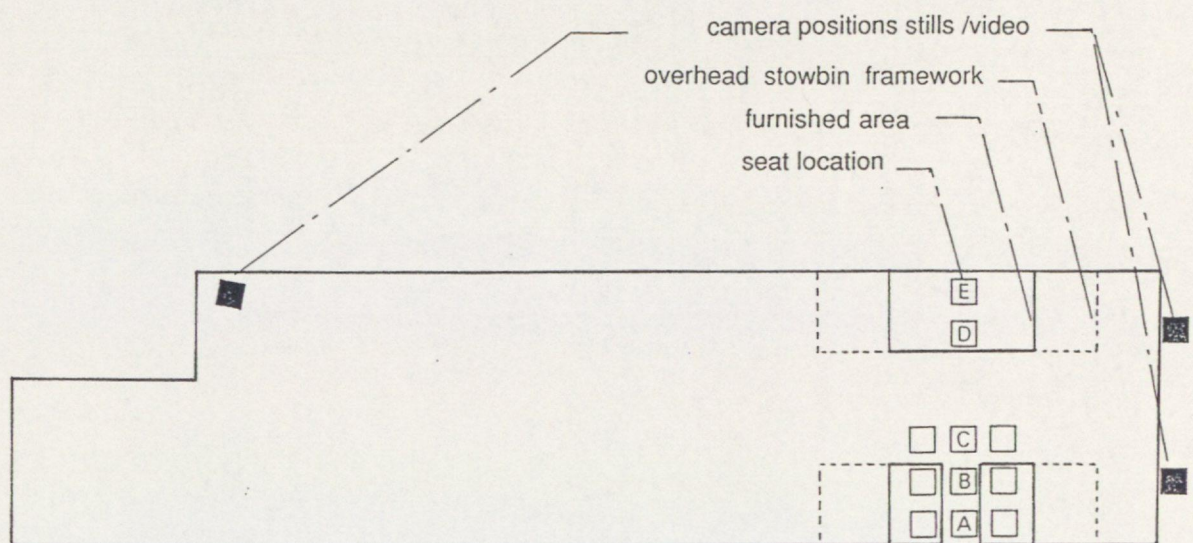 camera positions stills /video
overhead stowbin framework
furnished area
seat location
E
D
C
B
A